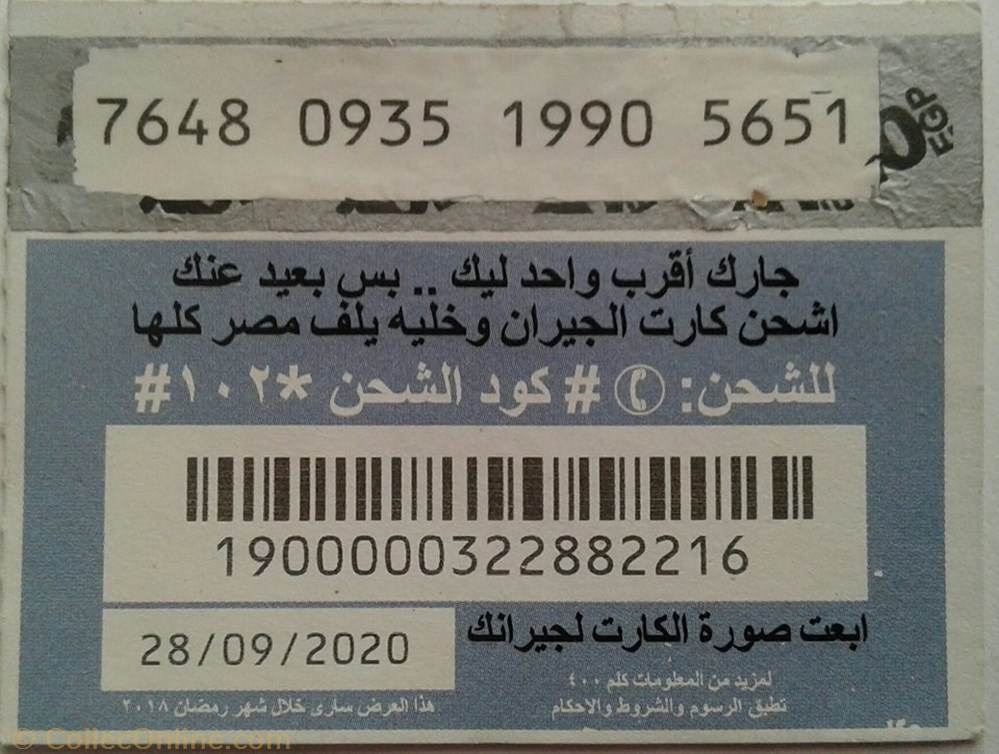 7648 0935 1990 5651
EGP
جارك أقرب واحد ليك .. بس بعيد عنك
اشحن كارت الجيران وخليه يلف مصر كلها
للشحن: # كود الشحن *١٠٢#
1900000322882216
ابعت صورة الكارت لجيرانك
28/09/2020
لمزيد من المعلومات كلم ٤٠٠
تطبق الرسوم والشروط والاحكام
هذا العرض سارى خلال شهر رمضان ٢٠١٨
© CollecOnline.com